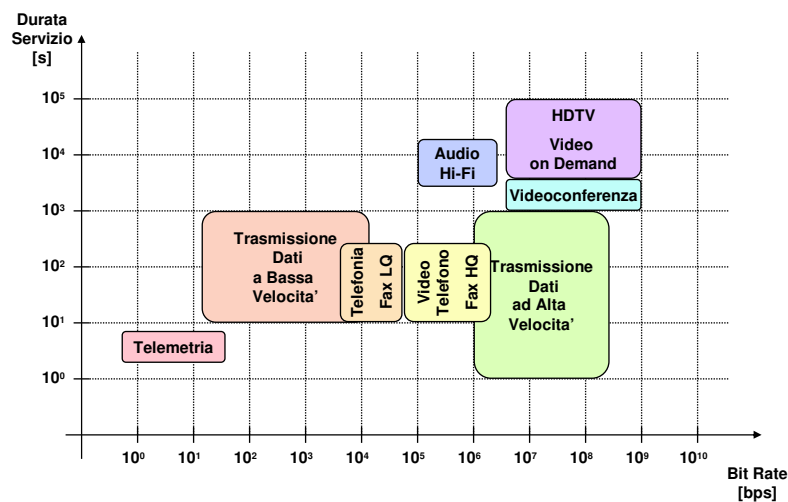 Durata
Servizio
[s]
10⁵
10⁴
10³
10²
10¹
10⁰
HDTV
Video
on Demand
Audio
Hi-Fi
Videoconferenza
Trasmissione
Dati
a Bassa
Velocita’
Telefonia
Fax LQ
Video
Telefono
Fax HQ
Trasmissione
Dati
ad Alta
Velocita’
Telemetria
10⁰ 10¹ 10² 10³ 10⁴ 10⁵ 10⁶ 10⁷ 10⁸ 10⁹ 10¹⁰
Bit Rate
[bps]